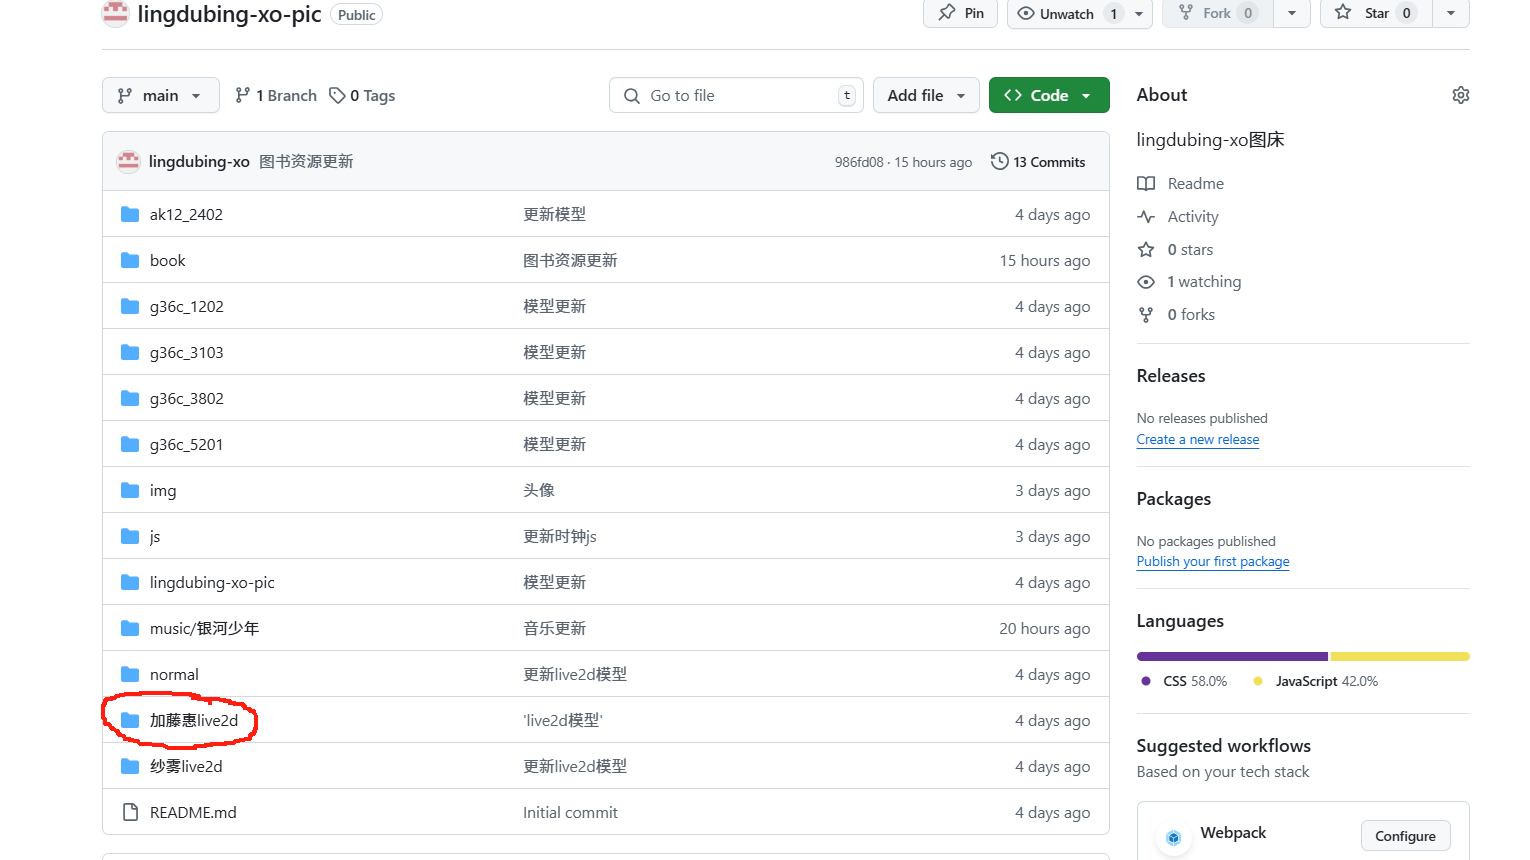 lingdubing-xo-pic Public Pin Unwatch 1 Fork 0 Star 0
main 1 Branch 0 Tags Go to file t Add file Code
lingdubing-xo 图书资源更新 986fd08 · 15 hours ago 13 Commits
ak12_2402 更新模型 4 days ago
book 图书资源更新 15 hours ago
g36c_1202 模型更新 4 days ago
g36c_3103 模型更新 4 days ago
g36c_3802 模型更新 4 days ago
g36c_5201 模型更新 4 days ago
img 头像 3 days ago
js 更新时钟js 3 days ago
lingdubing-xo-pic 模型更新 4 days ago
music/银河少年 音乐更新 20 hours ago
normal 更新live2d模型 4 days ago
加藤惠live2d 'live2d模型' 4 days ago
纱雾live2d 更新live2d模型 4 days ago
README.md Initial commit 4 days ago
About
lingdubing-xo图床
Readme
Activity
0 stars
1 watching
0 forks
Releases
No releases published
Create a new release
Packages
No packages published
Publish your first package
Languages
CSS 58.0% JavaScript 42.0%
Suggested workflows
Based on your tech stack
Webpack Configure